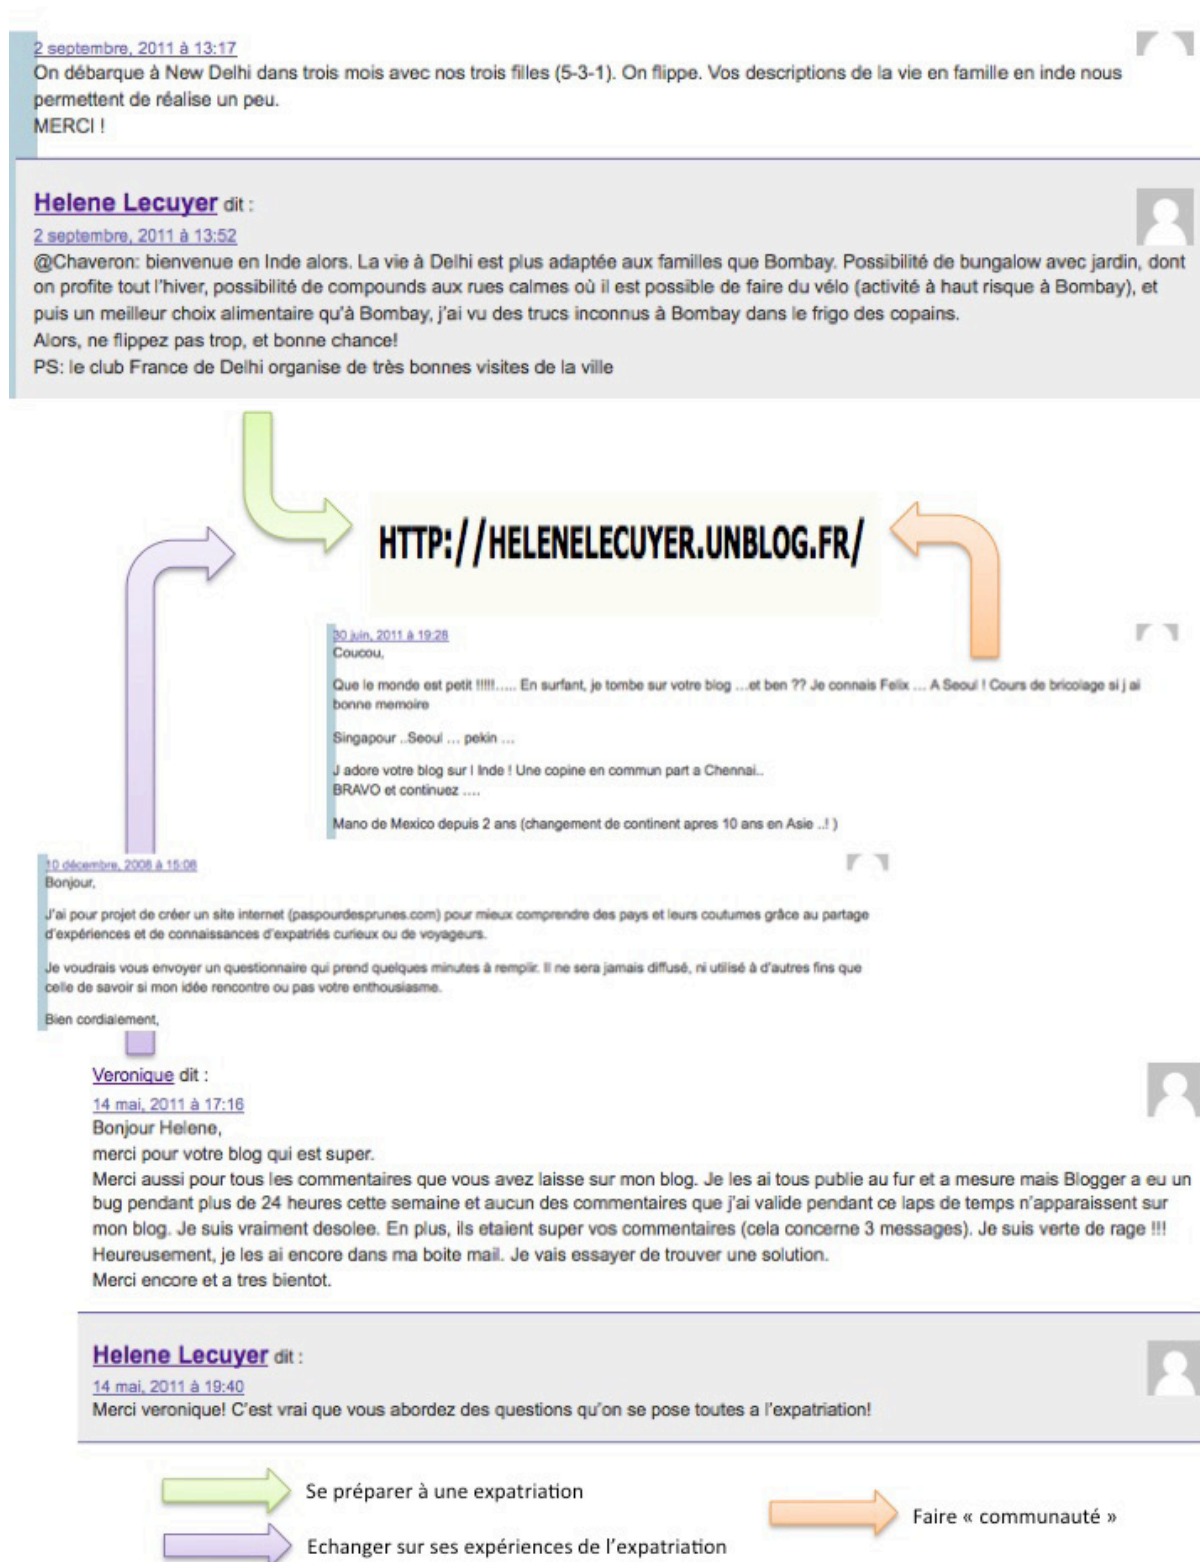 2 septembre, 2011 à 13:17
On débarque à New Delhi dans trois mois avec nos trois filles (5-3-1). On flippe. Vos descriptions de la vie en famille en inde nous
permettent de réalise un peu.
MERCI !
Helene Lecuyer dit :
2 septembre, 2011 à 13:52
@Chaveron: bienvenue en Inde alors. La vie à Delhi est plus adaptée aux familles que Bombay. Possibilité de bungalow avec jardin, dont
on profite tout l'hiver, possibilité de compounds aux rues calmes où il est possible de faire du vélo (activité à haut risque à Bombay), et
puis un meilleur choix alimentaire qu'à Bombay, j'ai vu des trucs inconnus à Bombay dans le frigo des copains.
Alors, ne flippez pas trop, et bonne chance!
PS: le club France de Delhi organise de très bonnes visites de la ville
HTTP://HELENELECUYER.UNBLOG.FR/
30 juin, 2011 à 19:28
Coucou,
Que le monde est petit !!!!!..... En surfant, je tombe sur votre blog ...et ben ?? Je connais Felix ... A Seoul ! Cours de bricolage si j ai
bonne memoire
Singapour ..Seoul ... pekin ...
J adore votre blog sur l Inde ! Une copine en commun part a Chennai..
BRAVO et continuez ....
Mano de Mexico depuis 2 ans (changement de continent apres 10 ans en Asie ..! )
10 décembre, 2008 à 15:08
Bonjour,
J'ai pour projet de créer un site internet (paspourdesprunes.com) pour mieux comprendre des pays et leurs coutumes grâce au partage
d'expériences et de connaissances d'expatriés curieux ou de voyageurs.
Je voudrais vous envoyer un questionnaire qui prend quelques minutes à remplir. Il ne sera jamais diffusé, ni utilisé à d'autres fins que
celle de savoir si mon idée rencontre ou pas votre enthousiasme.
Bien cordialement,
Veronique dit :
14 mai, 2011 à 17:16
Bonjour Helene,
merci pour votre blog qui est super.
Merci aussi pour tous les commentaires que vous avez laisse sur mon blog. Je les ai tous publie au fur et a mesure mais Blogger a eu un
bug pendant plus de 24 heures cette semaine et aucun des commentaires que j'ai valide pendant ce laps de temps n'apparaissent sur
mon blog. Je suis vraiment desolee. En plus, ils etaient super vos commentaires (cela concerne 3 messages). Je suis verte de rage !!!
Heureusement, je les ai encore dans ma boite mail. Je vais essayer de trouver une solution.
Merci encore et a tres bientot.
Helene Lecuyer dit :
14 mai, 2011 à 19:40
Merci veronique! C'est vrai que vous abordez des questions qu'on se pose toutes a l'expatriation!
Se préparer à une expatriation
Faire « communauté »
Echanger sur ses expériences de l'expatriation